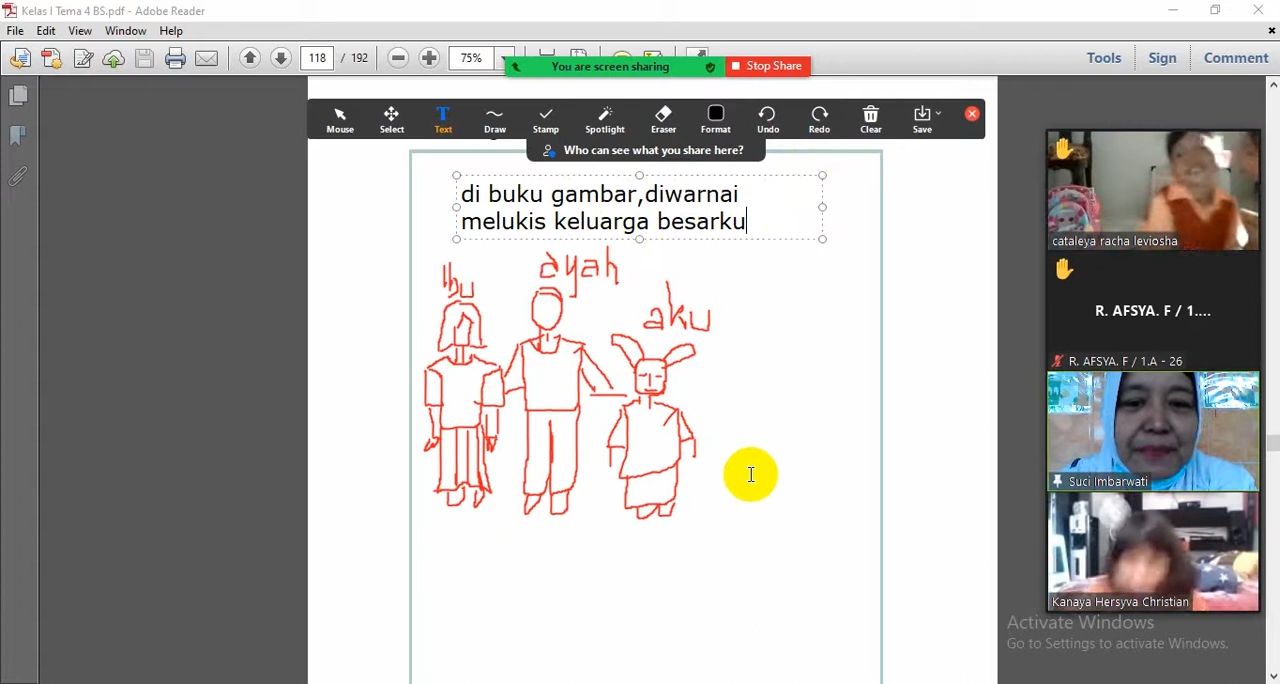 Kelas I Tema 4 BS.pdf - Adobe Reader
File Edit View Window Help
118 / 192 75% Tools Sign Comment
You are screen sharing Stop Share
Mouse Select Text Draw Stamp Spotlight Eraser Format Undo Redo Clear Save
Who can see what you share here?
di buku gambar,diwarnai
melukis keluarga besarku
Ibu
ayah
aku
cataleya racha leviosha
R. AFSYA. F / 1....
R. AFSYA. F / 1.A - 26
Suci Imbarwati
Kanaya Hersyva Christian
Activate Windows
Go to Settings to activate Windows.